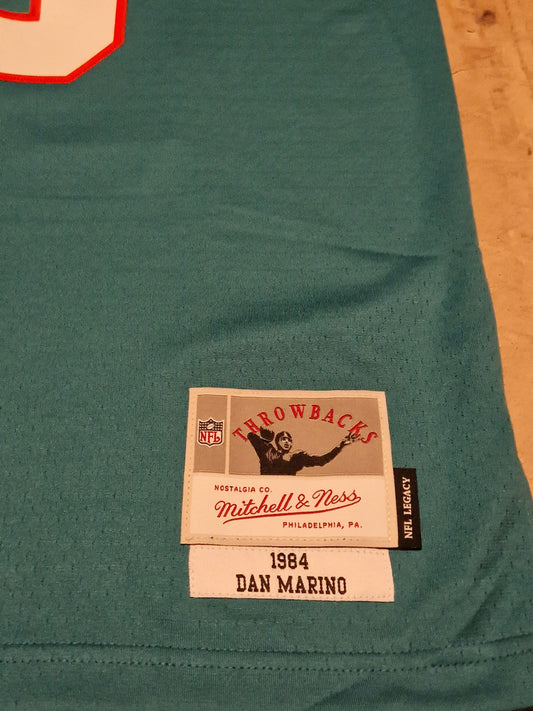 THROWBACKS
NFL
NOSTALGIA CO.
Mitchell & Ness
PHILADELPHIA, PA.
NFL LEGACY
1984
DAN MARINO